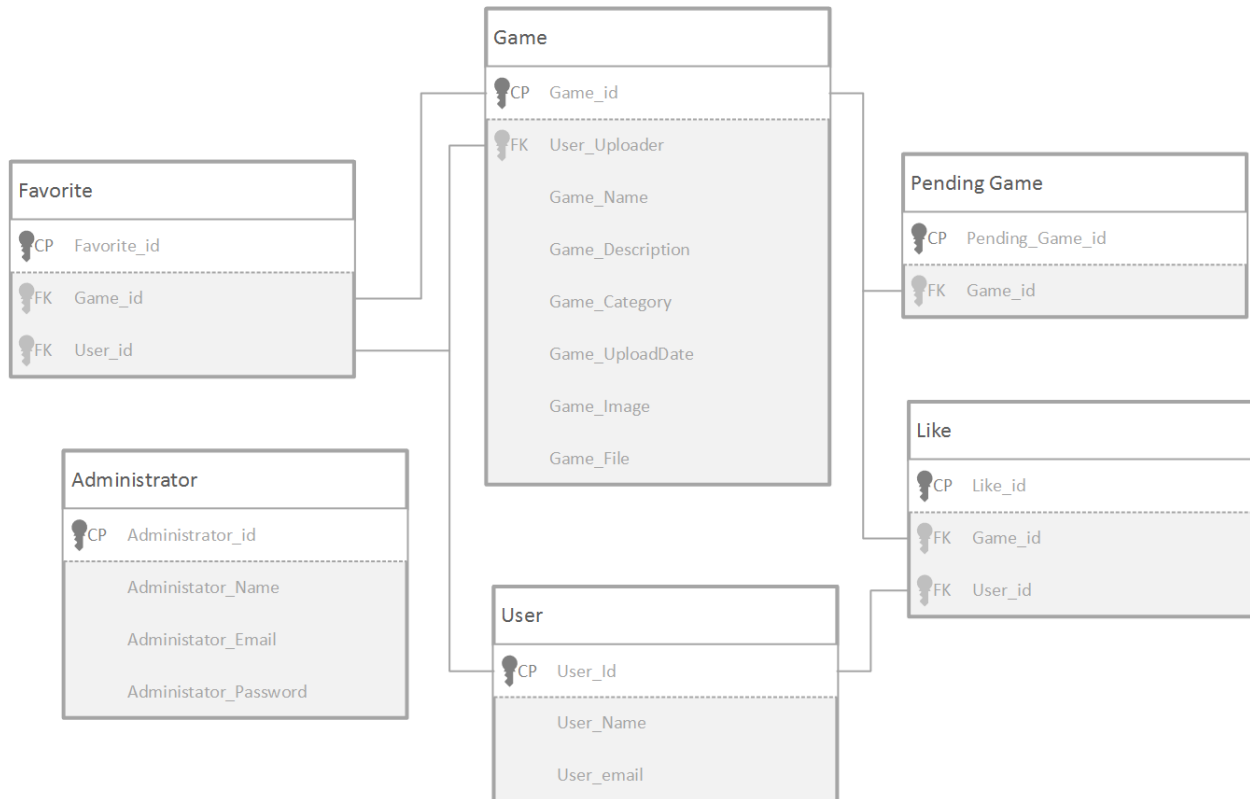 Game
CP Game_id
FK User_Uploader
Game_Name
Game_Description
Game_Category
Game_UploadDate
Game_Image
Game_File
Favorite
CP Favorite_id
FK Game_id
FK User_id
Pending Game
CP Pending_Game_id
FK Game_id
Like
CP Like_id
FK Game_id
FK User_id
Administrator
CP Administrator_id
Administator_Name
Administator_Email
Administator_Password
User
CP User_Id
User_Name
User_email